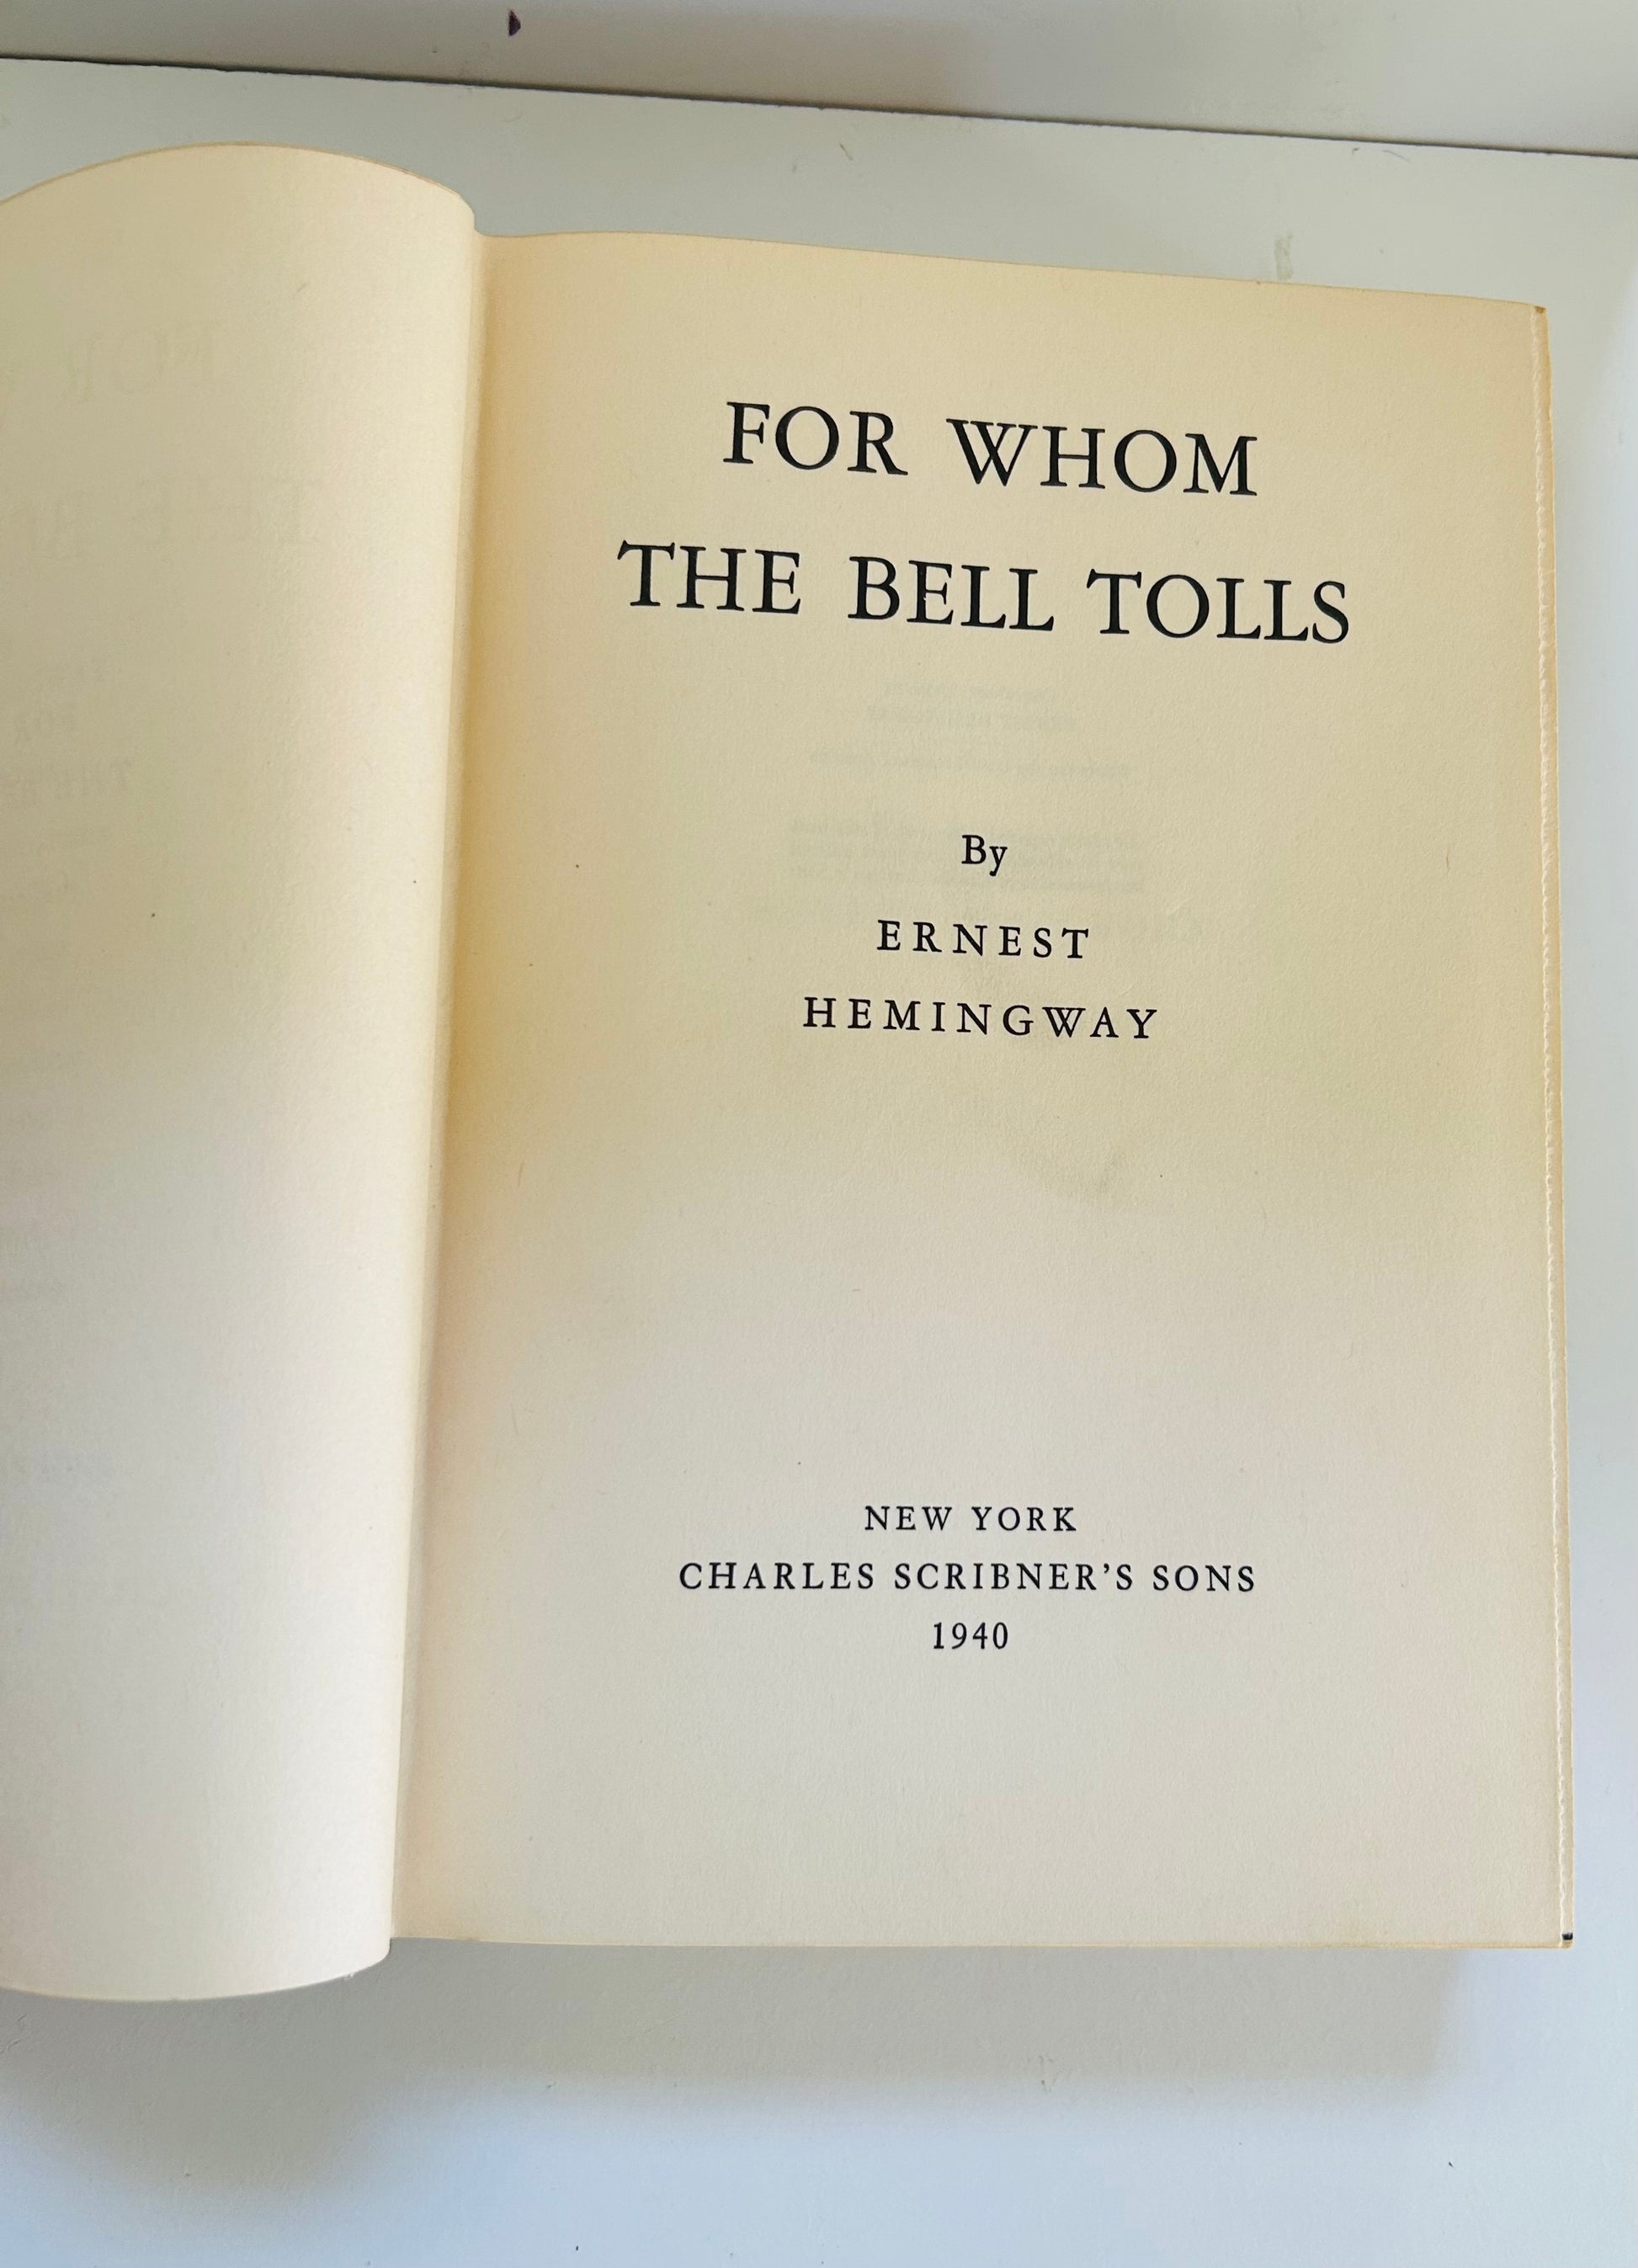 FOR WHOM
THE BELL TOLLS
By
ERNEST
HEMINGWAY
NEW YORK
CHARLES SCRIBNER'S SONS
1940